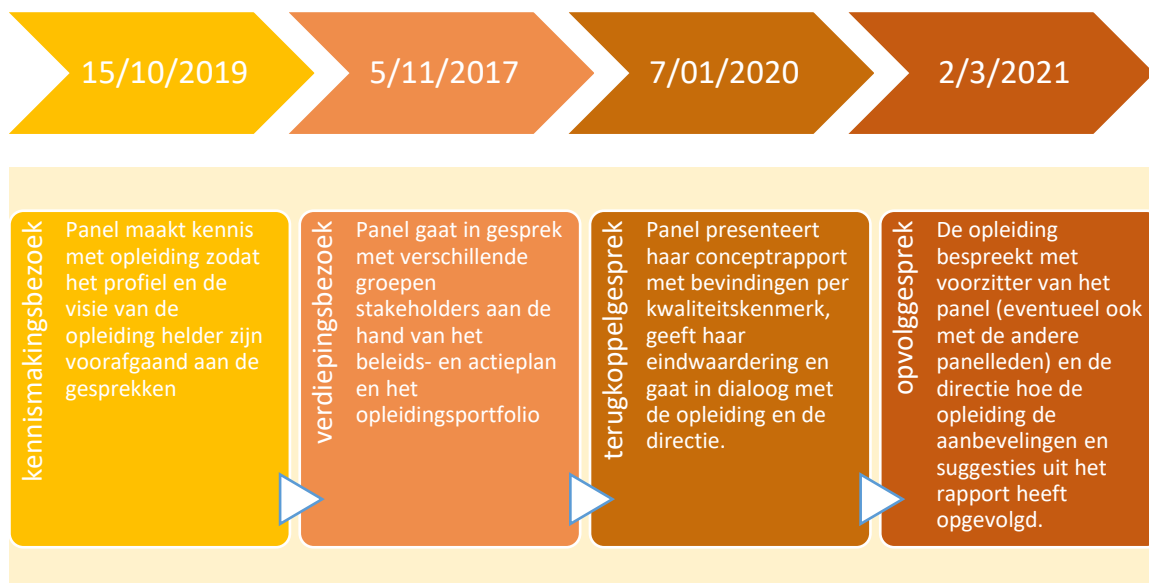 15/10/2019
5/11/2017
7/01/2020
2/3/2021
kennismakingsbezoek
Panel maakt kennis
met opleiding zodat
het profiel en de
visie van de
opleiding helder zijn
voorafgaand aan de
gesprekken
verdiepingsbezoek
Panel gaat in gesprek
met verschillende
groepen
stakeholders aan de
hand van het
beleids- en actieplan
en het
opleidingsportfolio
terugkoppelgesprek
Panel presenteert
haar conceptrapport
met bevindingen per
kwaliteitskenmerk,
geeft haar
eindwaardering en
gaat in dialoog met
de opleiding en de
directie.
opvolggesprek
De opleiding
bespreekt met
voorzitter van het
panel (eventueel ook
met de andere
panelleden) en de
directie hoe de
opleiding de
aanbevelingen en
suggesties uit het
rapport heeft
opgevolgd.